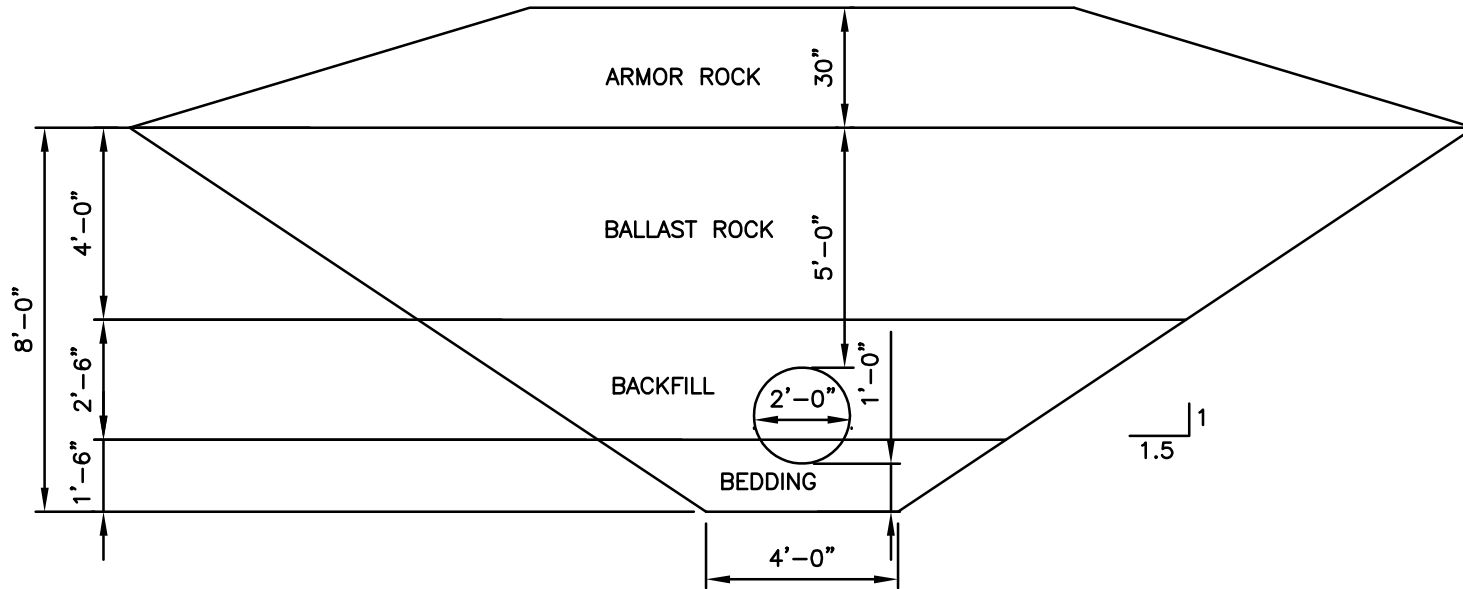 ARMOR ROCK
30”
4’–0”
BALLAST ROCK
5’–0”
8’–0”
2’–6”
BACKFILL
2’–0”
1’–0”
1
1.5
1’–6”
BEDDING
4’–0”